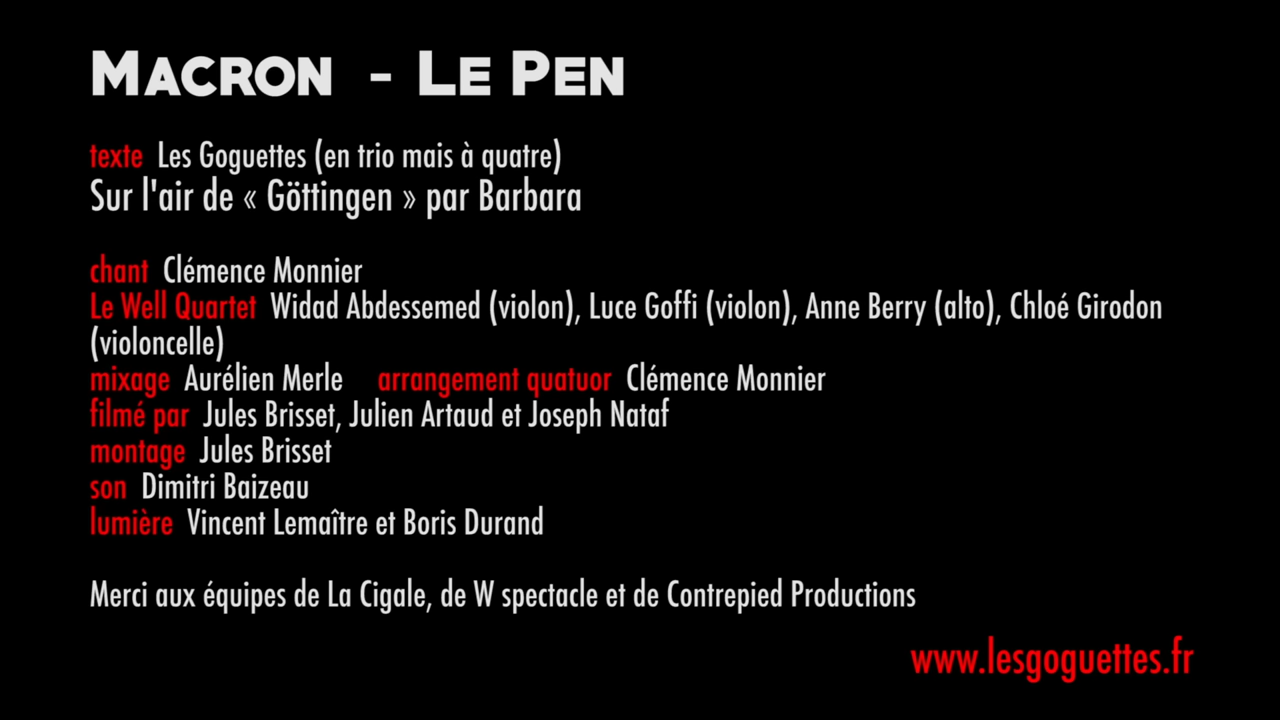 MACRON - LE PEN
texte Les Goguettes (en trio mais à quatre)
Sur l'air de « Göttingen » par Barbara
chant Clémence Monnier
Le Well Quartet Widad Abdessemed (violon), Luce Goffi (violon), Anne Berry (alto), Chloé Girodon
(violoncelle)
mixage Aurélien Merle arrangement quatuor Clémence Monnier
filmé par Jules Brisset, Julien Artaud et Joseph Nataf
montage Jules Brisset
son Dimitri Baizeau
lumière Vincent Lemaître et Boris Durand
Merci aux équipes de La Cigale, de W spectacle et de Contrepied Productions
www.lesgoguettes.fr